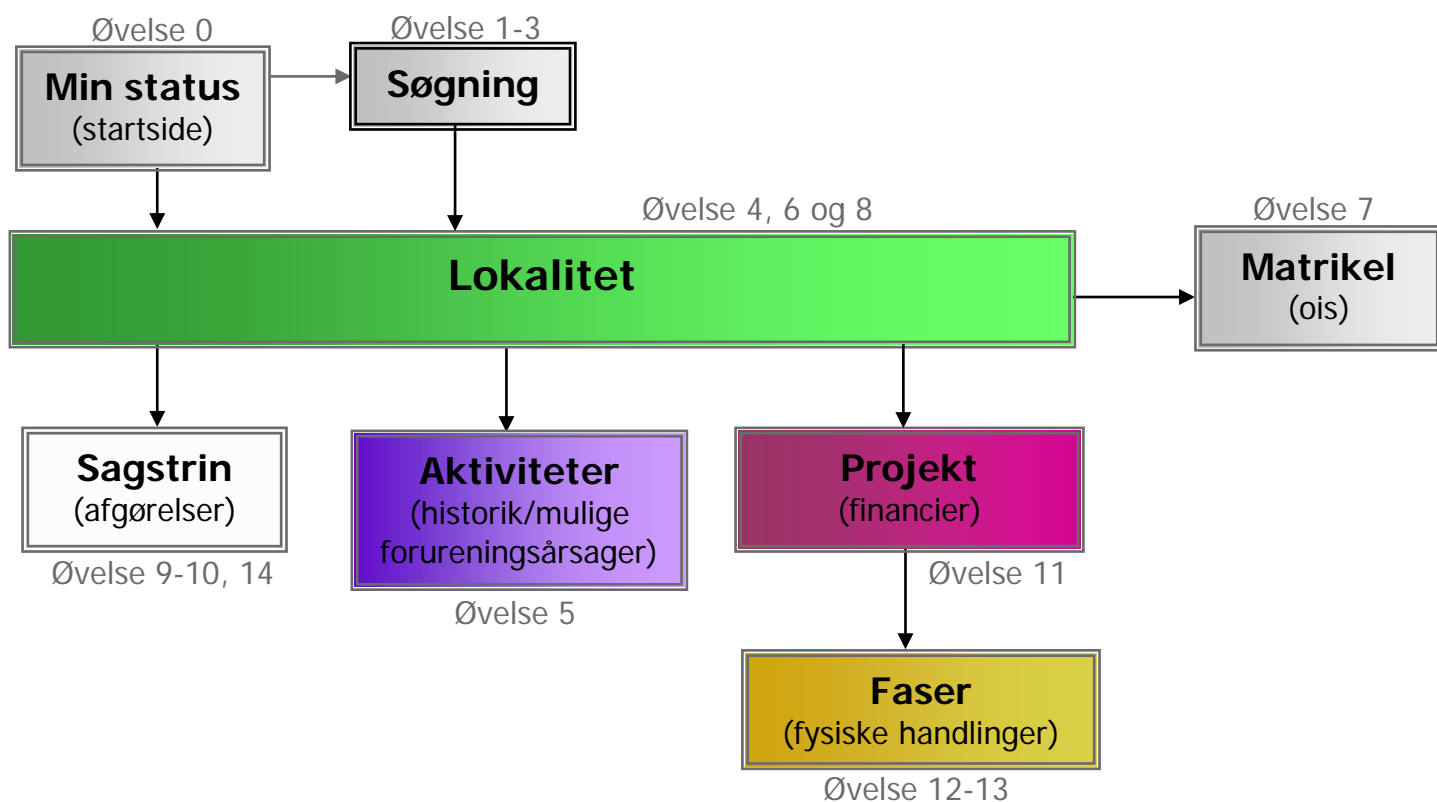 Øvelse 0
Min status
(startside)
Øvelse 1-3
Søgning
Øvelse 4, 6 og 8
Lokalitet
Øvelse 7
Matrikel
(ois)
Sagstrin
(afgørelser)
Øvelse 9-10, 14
Aktiviteter
(historik/mulige
forureningsårsager)
Øvelse 5
Projekt
(financier)
Øvelse 11
Faser
(fysiske handlinger)
Øvelse 12-13